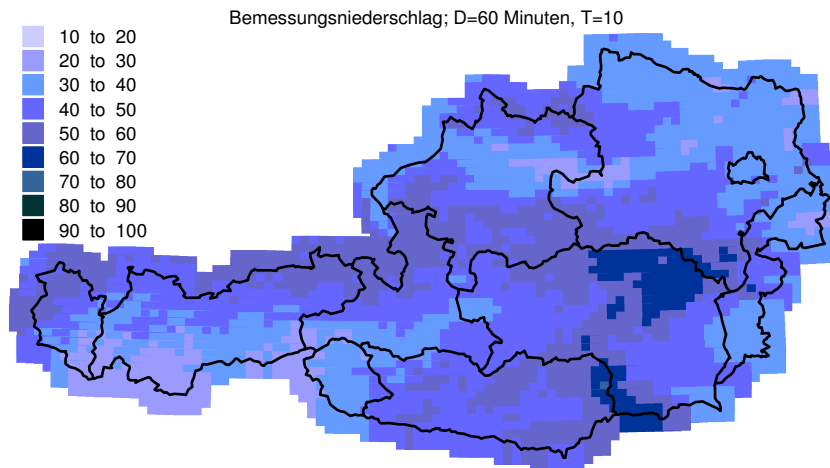 Bemessungsniederschlag; D=60 Minuten, T=10
10 to 20
20 to 30
30 to 40
40 to 50
50 to 60
60 to 70
70 to 80
80 to 90
90 to 100